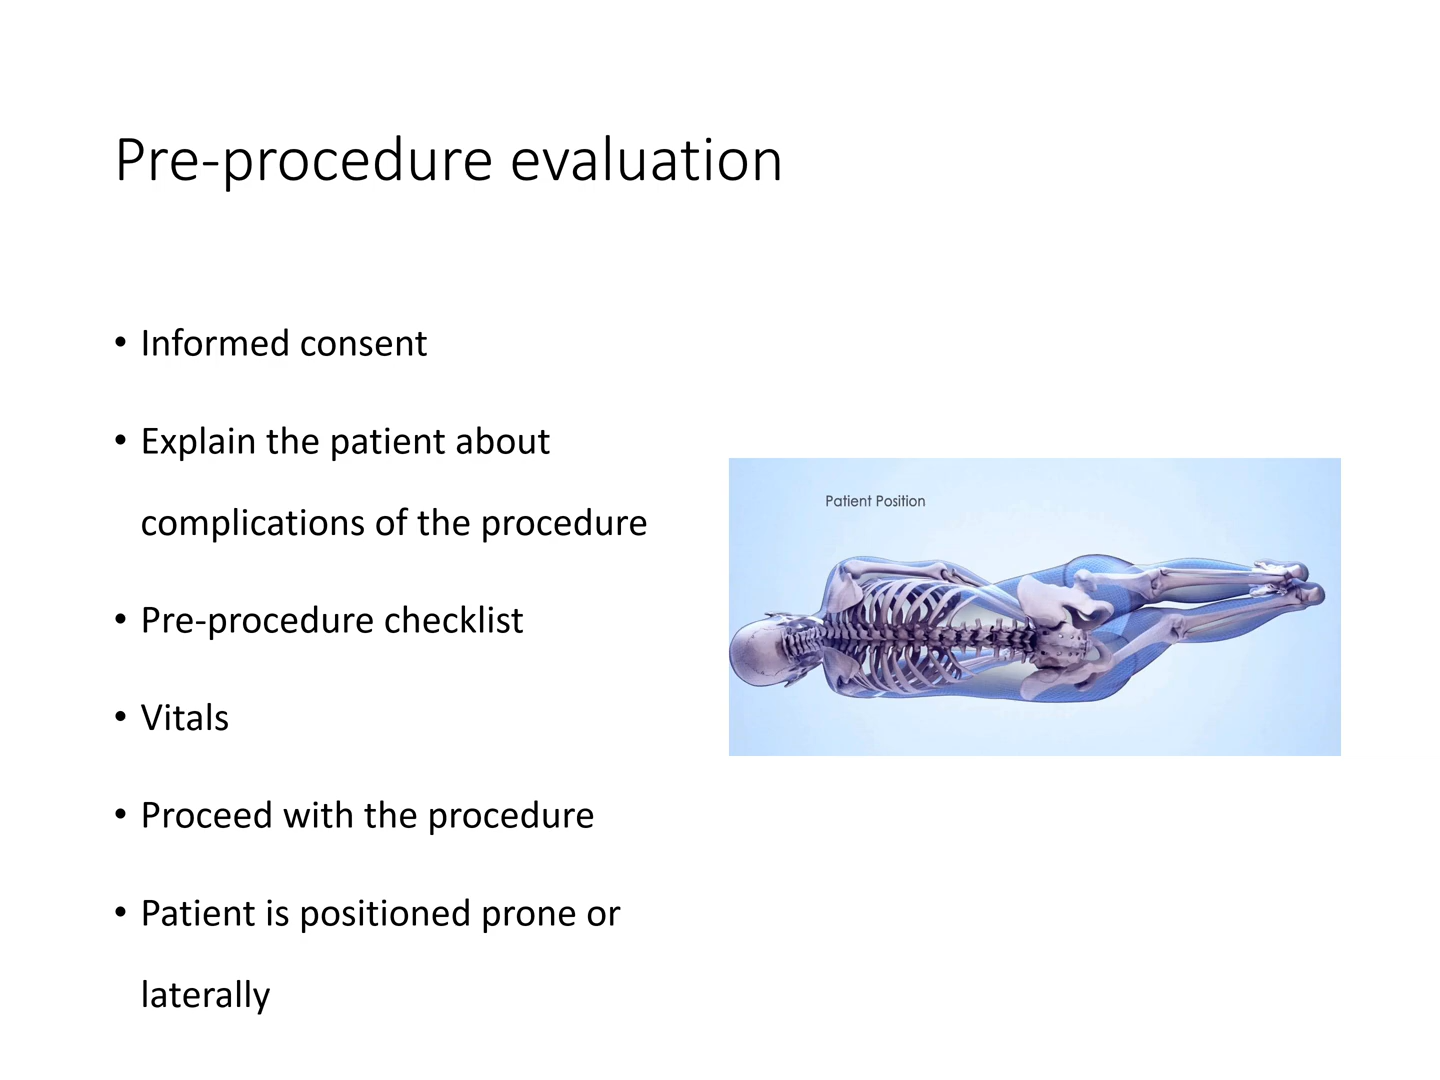 Pre-procedure evaluation
• Informed consent
• Explain the patient about
complications of the procedure
• Pre-procedure checklist
• Vitals
• Proceed with the procedure
• Patient is positioned prone or
laterally
Patient Position